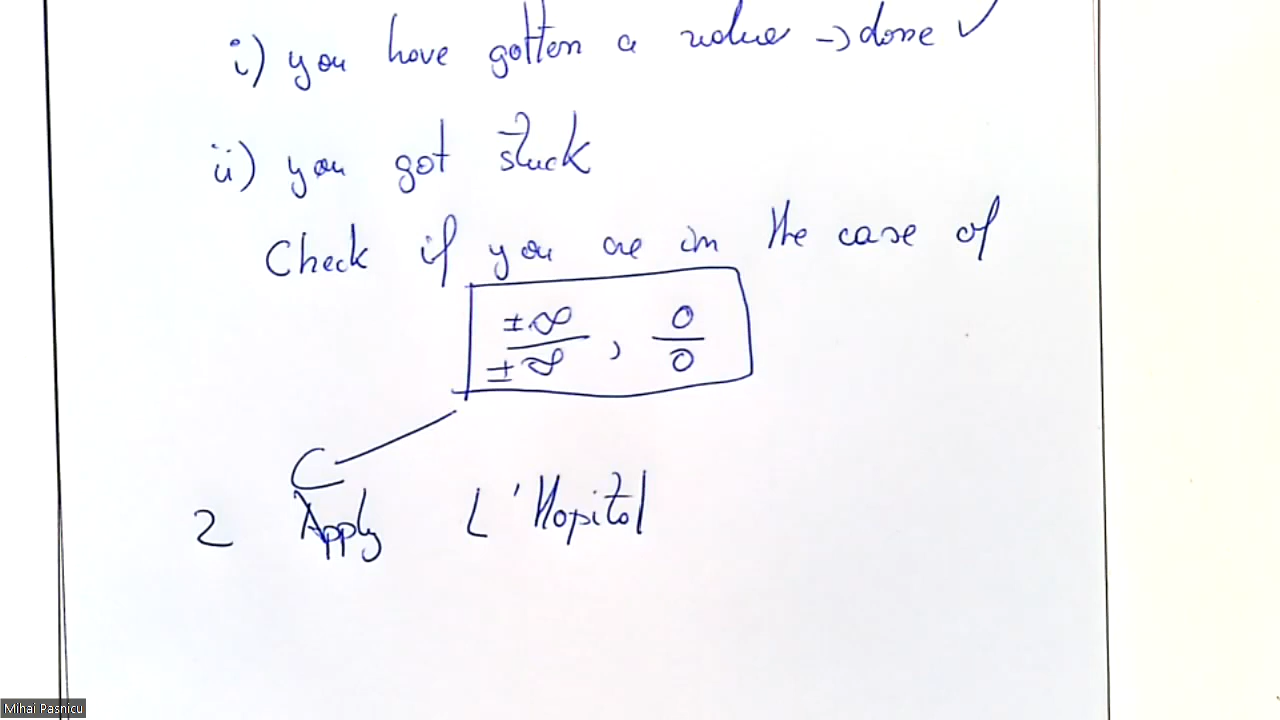 i) you have gotten a value → done ✓
ii) you got stuck
Check if you are in the case of
±∞/±∞ , 0/0
2 Apply L'Hopital
Mihai Pasnicu